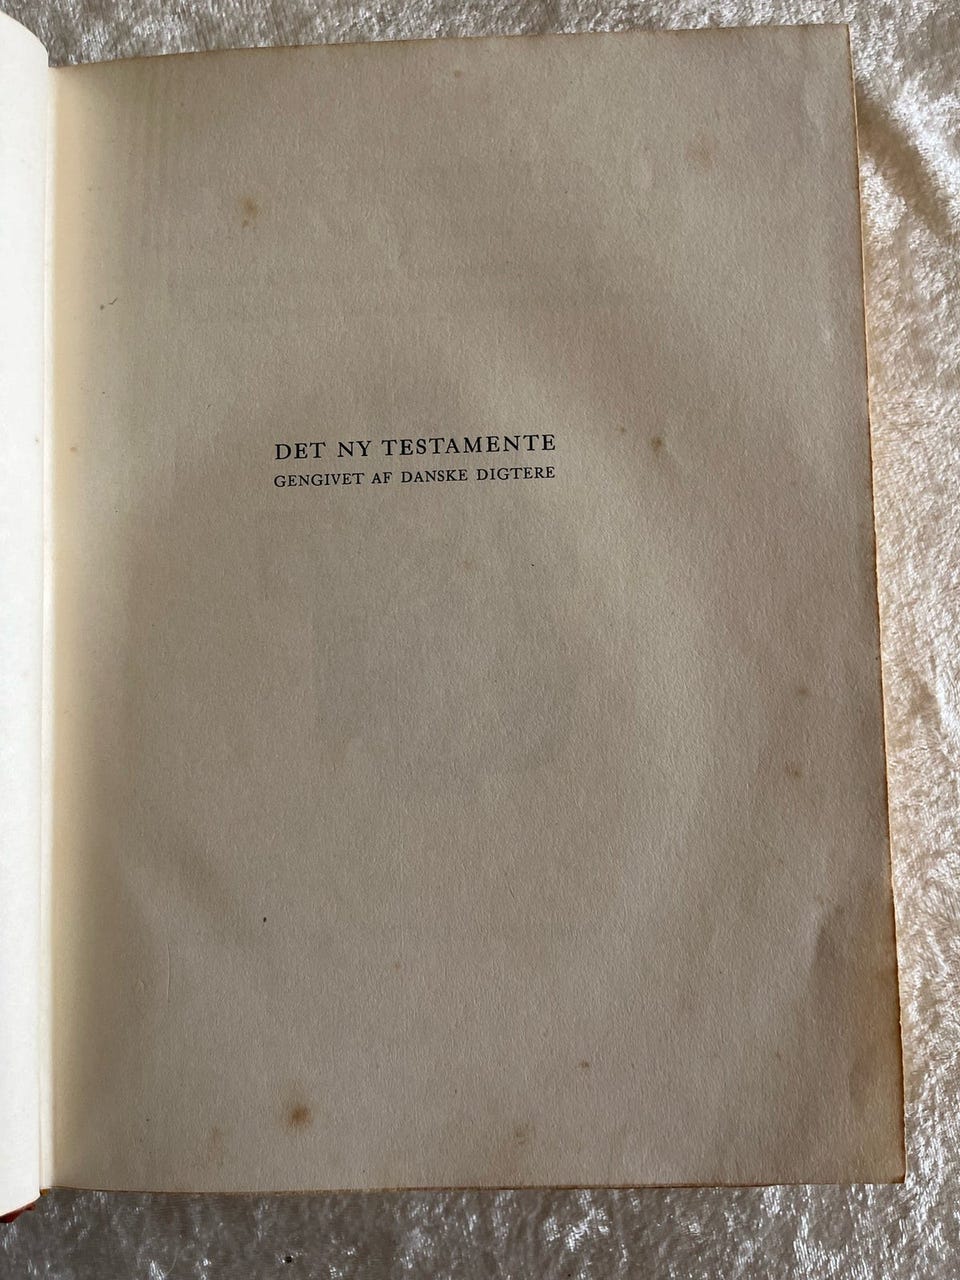 DET NY TESTAMENTE
GENGIVET AF DANSKE DIGTERE